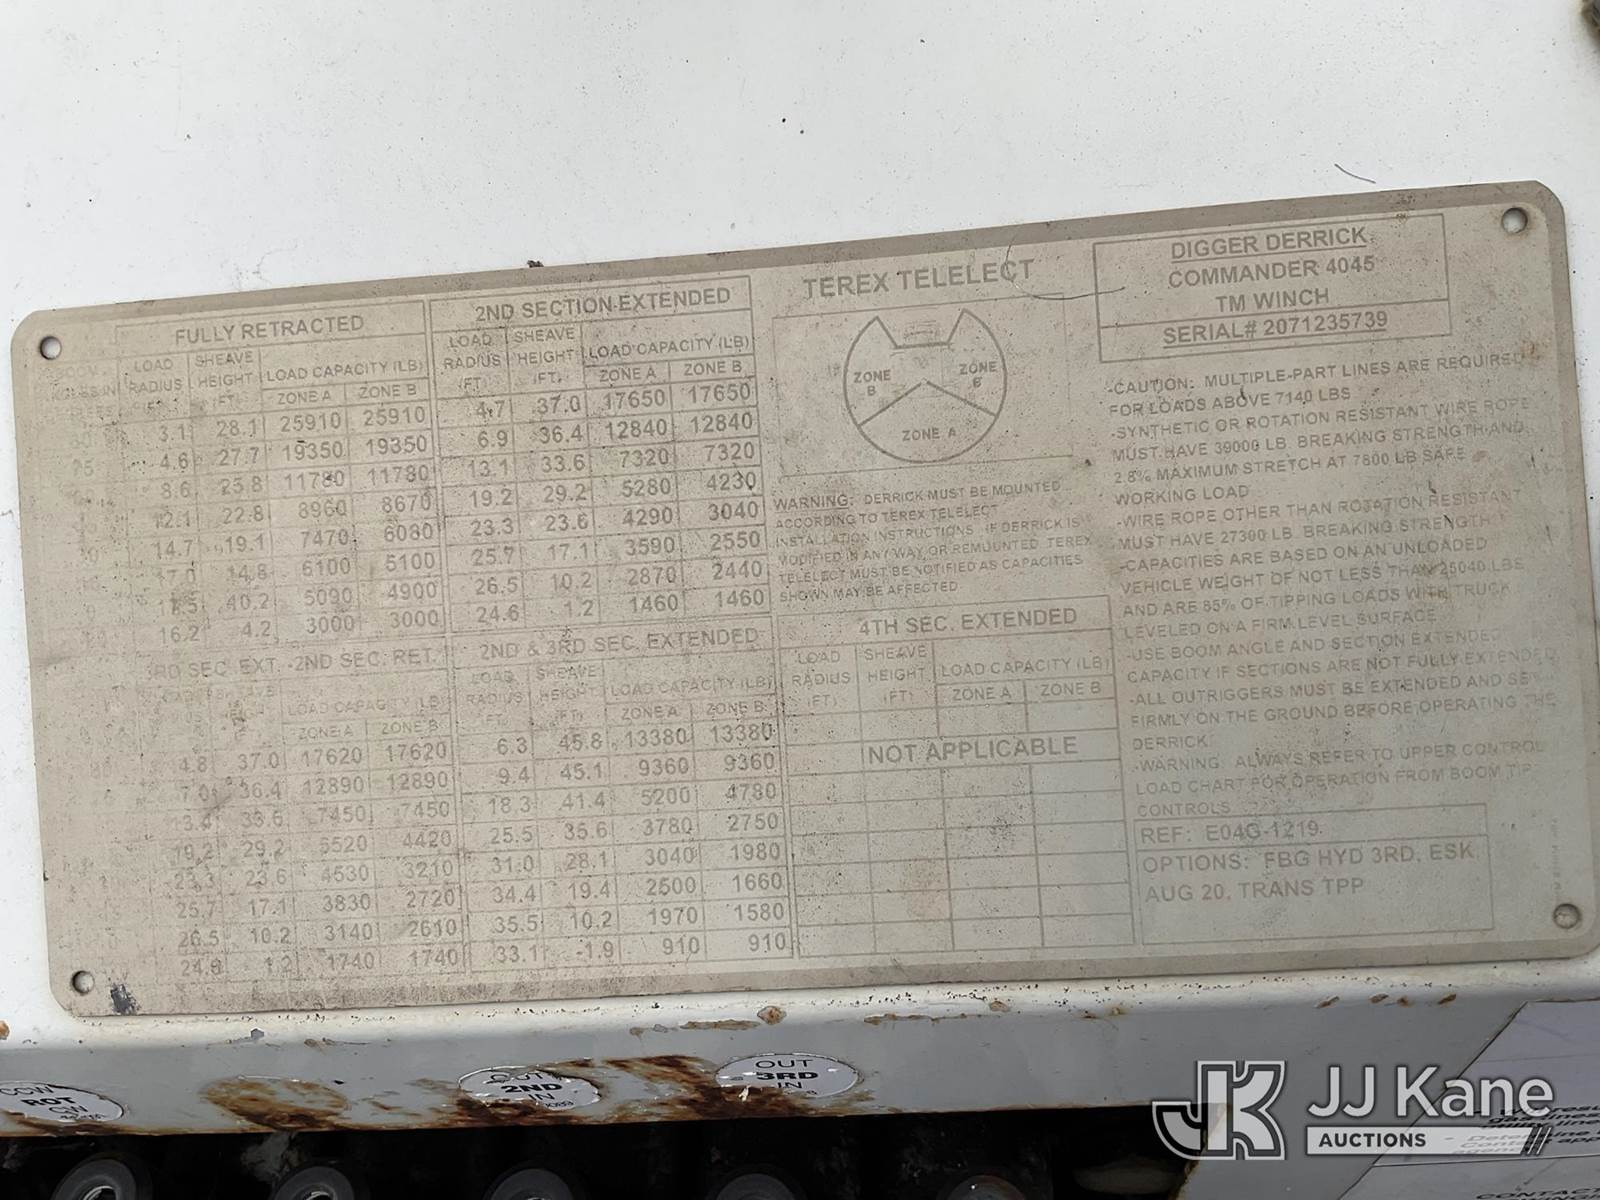 FULLY RETRACTED
LOAD RADIUS SHEAVE HEIGHT LOAD CAPACITY (LB)
ZONE A ZONE B
3.1 28.1 25910 25910
4.6 27.7 19350 19350
8.6 25.8 11780 11780
12.1 22.8 8960 8670
14.7 19.1 7470 6080
17.0 14.8 6100 5100
17.5 10.2 5090 4900
16.2 4.2 3000 3000
2ND SECTION EXTENDED
LOAD RADIUS (FT) SHEAVE HEIGHT (FT) LOAD CAPACITY (LB)
ZONE A ZONE B
4.7 37.0 17650 17650
6.9 36.4 12840 12840
13.1 33.6 7320 7320
19.2 29.2 5280 4230
23.3 23.6 4290 3040
25.7 17.1 3590 2550
26.5 10.2 2870 2440
24.6 1.2 1460 1460
3RD SEC. EXT. -2ND SEC. RET.
LOAD CAPACITY (LB)
ZONE A ZONE B
4.8 37.0 17620 17620
7.0 36.4 12890 12890
13.4 33.6 7450 7450
19.2 29.2 5520 4420
23.3 23.6 4530 3210
25.7 17.1 3830 2720
26.5 10.2 3140 2610
24.6 1.2 1740 1740
2ND & 3RD SEC. EXTENDED
LOAD RADIUS (FT) SHEAVE HEIGHT (FT) LOAD CAPACITY (LB)
ZONE A ZONE B
6.3 45.8 13380 13380
9.4 45.1 9360 9360
18.3 41.4 5200 4780
25.5 35.6 3780 2750
31.0 28.1 3040 1980
34.4 19.4 2500 1660
35.5 10.2 1970 1580
33.1 -1.9 910 910
TEREX TELELECT
ZONE B
ZONE B
ZONE A
WARNING: DERRICK MUST BE MOUNTED
ACCORDING TO TEREX TELELECT
INSTALLATION INSTRUCTIONS. IF DERRICK IS
MODIFIED IN ANY WAY OR REMOUNTED TEREX
TELELECT MUST BE NOTIFIED AS CAPACITIES
SHOWN MAY BE AFFECTED
4TH SEC. EXTENDED
LOAD RADIUS (FT) SHEAVE HEIGHT (FT) LOAD CAPACITY (LB)
ZONE A ZONE B
NOT APPLICABLE
DIGGER DERRICK
COMMANDER 4045
TM WINCH
SERIAL# 2071235739
-CAUTION: MULTIPLE-PART LINES ARE REQUIRED
FOR LOADS ABOVE 7140 LBS
-SYNTHETIC OR ROTATION RESISTANT WIRE ROPE
MUST HAVE 39000 LB. BREAKING STRENGTH AND
2.8% MAXIMUM STRETCH AT 7800 LB SAFE
WORKING LOAD
-WIRE ROPE OTHER THAN ROTATION RESISTANT
MUST HAVE 27300 LB. BREAKING STRENGTH
-CAPACITIES ARE BASED ON AN UNLOADED
VEHICLE WEIGHT OF NOT LESS THAN 25040 LBS
AND ARE 85% OF TIPPING LOADS WITH TRUCK
LEVELED ON A FIRM LEVEL SURFACE
-USE BOOM ANGLE AND SECTION EXTENDED
CAPACITY IF SECTIONS ARE NOT FULLY EXTENDED
-ALL OUTRIGGERS MUST BE EXTENDED AND SET
FIRMLY ON THE GROUND BEFORE OPERATING THE
DERRICK
-WARNING: ALWAYS REFER TO UPPER CONTROL
LOAD CHART FOR OPERATION FROM BOOM TIP
CONTROLS
REF: E04G-1219
OPTIONS: FBG HYD 3RD, ESK,
AUG 20, TRANS TPP
CCW
ROT
CW
OUT
2ND
IN
OUT
3RD
IN
JK JJ Kane
AUCTIONS